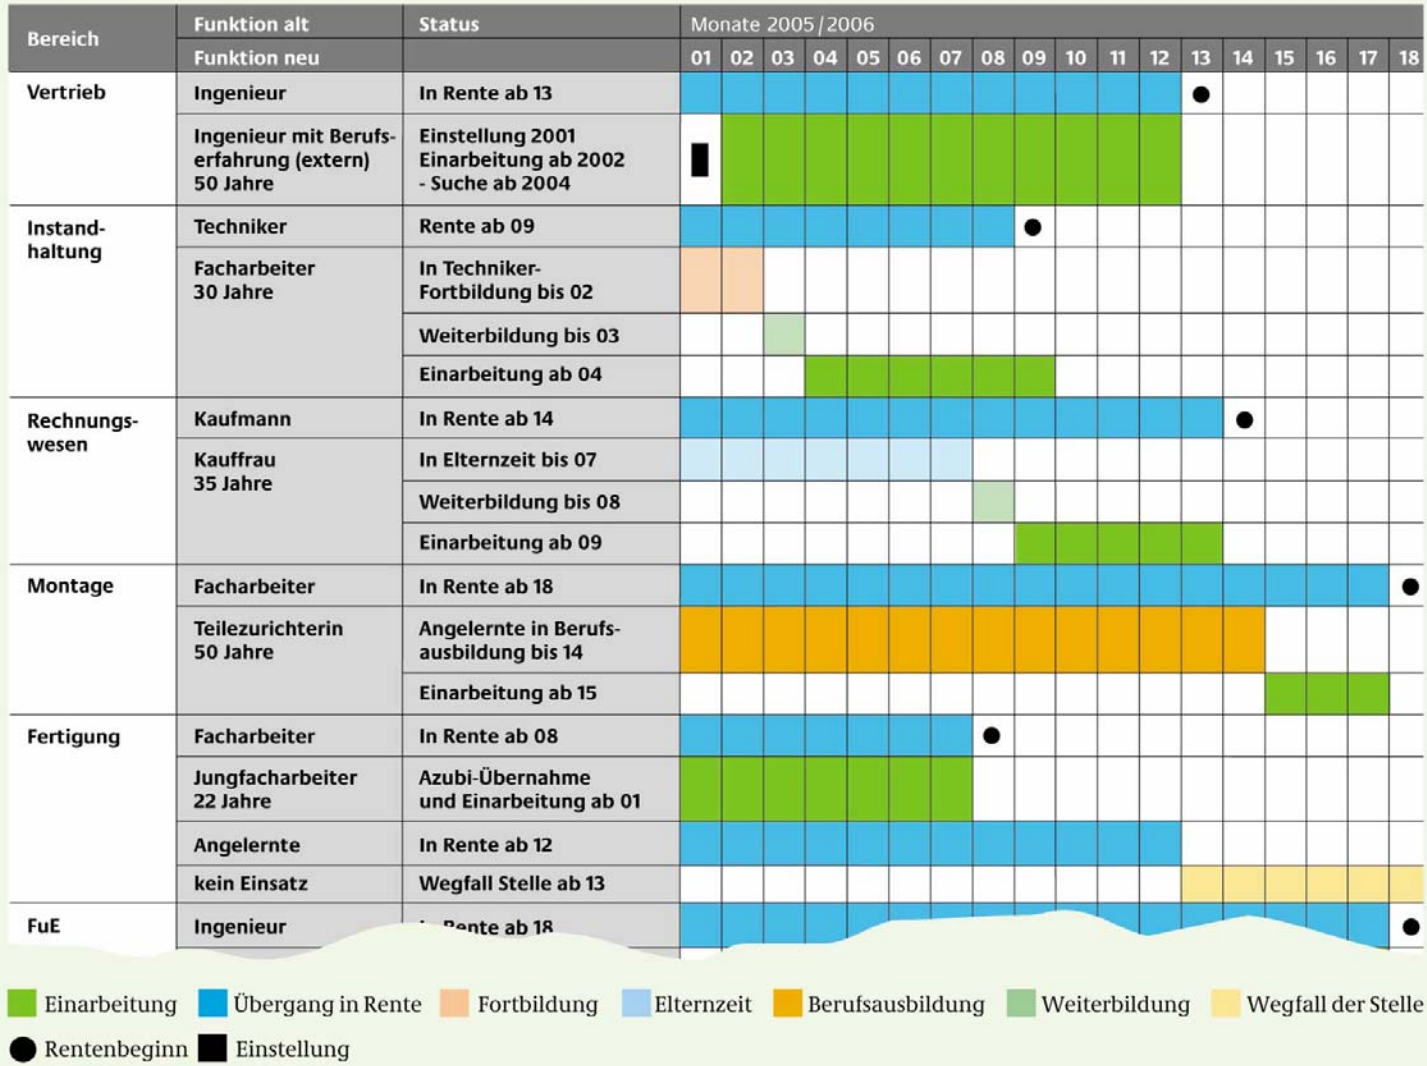 Bereich
Funktion alt
Status
Monate 2005/2006
Funktion neu
01 02 03 04 05 06 07 08 09 10 11 12 13 14 15 16 17 18
Vertrieb
Ingenieur
In Rente ab 13
Ingenieur mit Berufs-
erfahrung (extern)
50 Jahre
Einstellung 2001
Einarbeitung ab 2002
- Suche ab 2004
Instand-
haltung
Techniker
Rente ab 09
Facharbeiter
30 Jahre
In Techniker-
Fortbildung bis 02
Weiterbildung bis 03
Einarbeitung ab 04
Rechnungs-
wesen
Kaufmann
In Rente ab 14
Kauffrau
35 Jahre
In Elternzeit bis 07
Weiterbildung bis 08
Einarbeitung ab 09
Montage
Facharbeiter
In Rente ab 18
Teilezurichterin
50 Jahre
Angelernte in Berufs-
ausbildung bis 14
Einarbeitung ab 15
Fertigung
Facharbeiter
In Rente ab 08
Jungfacharbeiter
22 Jahre
Azubi-Übernahme
und Einarbeitung ab 01
Angelernte
In Rente ab 12
kein Einsatz
Wegfall Stelle ab 13
FuE
Ingenieur
In Rente ab 18
Einarbeitung
Übergang in Rente
Fortbildung
Elternzeit
Berufsausbildung
Weiterbildung
Wegfall der Stelle
Rentenbeginn
Einstellung